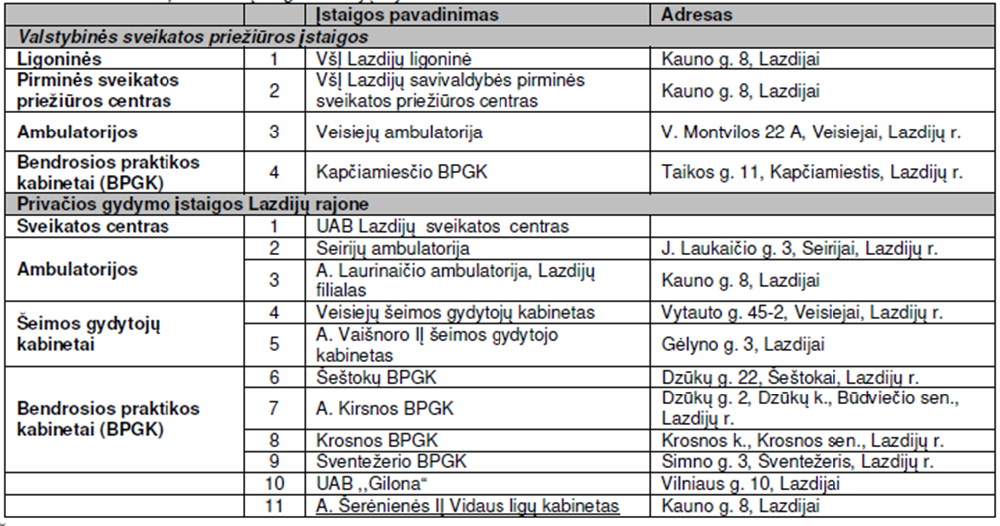 Įstaigos pavadinimas Adresas
Valstybinės sveikatos priežiūros įstaigos
Ligoninės 1 VšĮ Lazdijų ligoninė Kauno g. 8, Lazdijai
Pirminės sveikatos
priežiūros centras 2 VšĮ Lazdijų savivaldybės pirminės
sveikatos priežiūros centras Kauno g. 8, Lazdijai
Ambulatorijos 3 Veisiejų ambulatorija V. Montvilos 22 A, Veisiejai, Lazdijų r.
Bendrosios praktikos
kabinetai (BPGK) 4 Kapčiamiesčio BPGK Taikos g. 11, Kapčiamiestis, Lazdijų r.
Privačios gydymo įstaigos Lazdijų rajone
Sveikatos centras 1 UAB Lazdijų sveikatos centras
Ambulatorijos 2 Seirijų ambulatorija J. Laukaičio g. 3, Seirijai, Lazdijų r.
3 A. Laurinaičio ambulatorija, Lazdijų
filialas Kauno g. 8, Lazdijai
Šeimos gydytojų
kabinetai 4 Veisiejų šeimos gydytojų kabinetas Vytauto g. 45-2, Veisiejai, Lazdijų r.
5 A. Vaišnoro IĮ šeimos gydytojo
kabinetas Gėlyno g. 3, Lazdijai
Bendrosios praktikos
kabinetai (BPGK) 6 Šeštokų BPGK Dzūkų g. 22, Šeštokai, Lazdijų r.
7 A. Kirsnos BPGK Dzūkų g. 2, Dzūkų k., Būdviečio sen.,
Lazdijų r.
8 Krosnos BPGK Krosnos k., Krosnos sen., Lazdijų r.
9 Šventežerio BPGK Simno g. 3, Šventežeris, Lazdijų r.
10 UAB ,,Gilona“ Vilniaus g. 10, Lazdijai
11 A. Šerėnienės IĮ Vidaus ligų kabinetas Kauno g. 8, Lazdijai